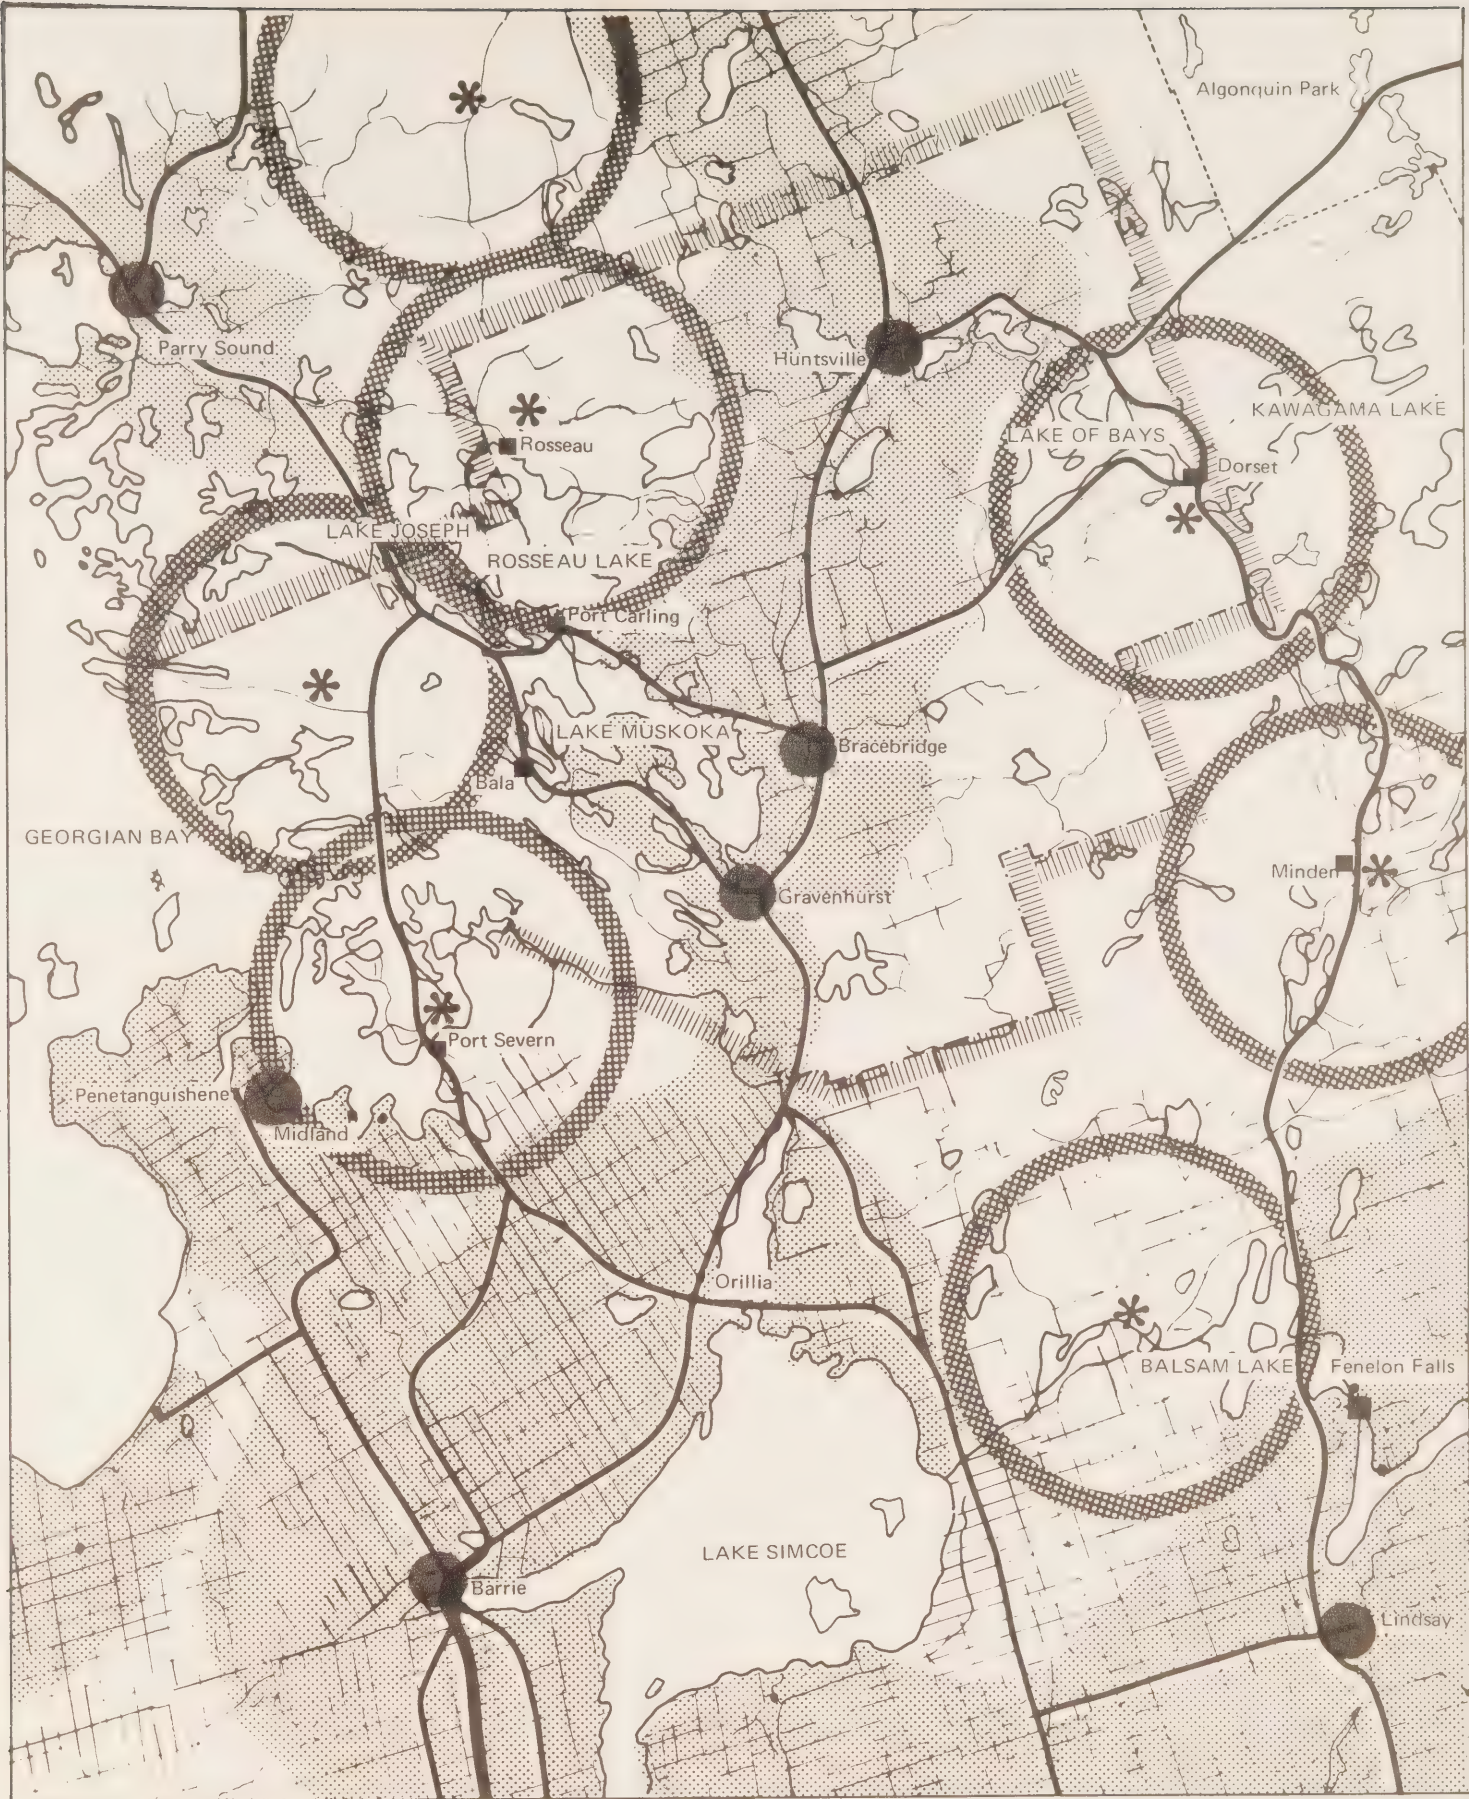 Algonquin Park
Parry Sound
Huntsville
KAWAGAMA LAKE
LAKE OF BAYS
Rosseau
Dorset
LAKE JOSEPH
ROSSEAU LAKE
Port Carling
LAKE MUSKOKA
Bracebridge
Bala
GEORGIAN BAY
Minden
Gravenhurst
Port Severn
Penetanguishene
Midland
Orillia
BALSAM LAKE
Fenelon Falls
LAKE SIMCOE
Barrie
Lindsay